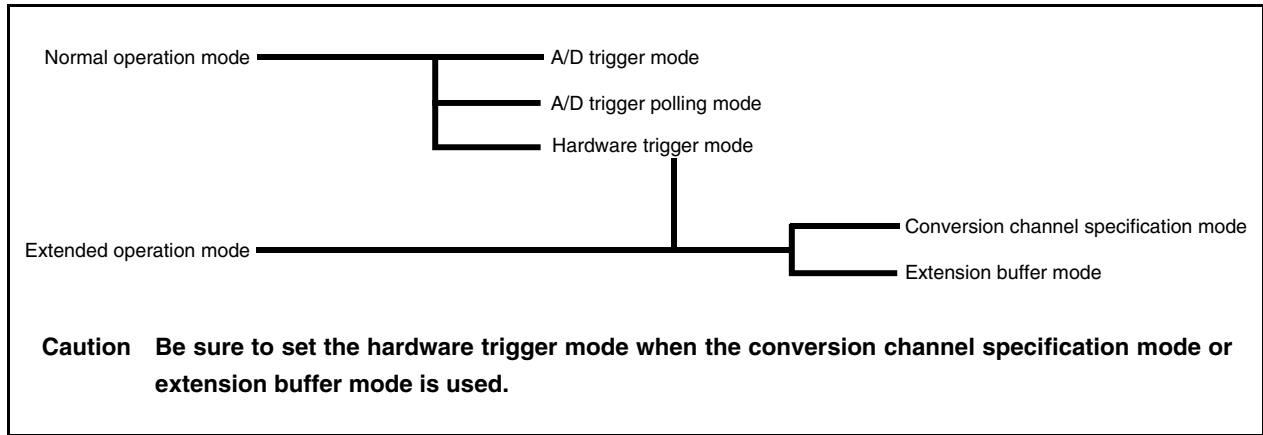 Normal operation mode
A/D trigger mode
A/D trigger polling mode
Hardware trigger mode
Extended operation mode
Conversion channel specification mode
Extension buffer mode
Caution Be sure to set the hardware trigger mode when the conversion channel specification mode or
extension buffer mode is used.